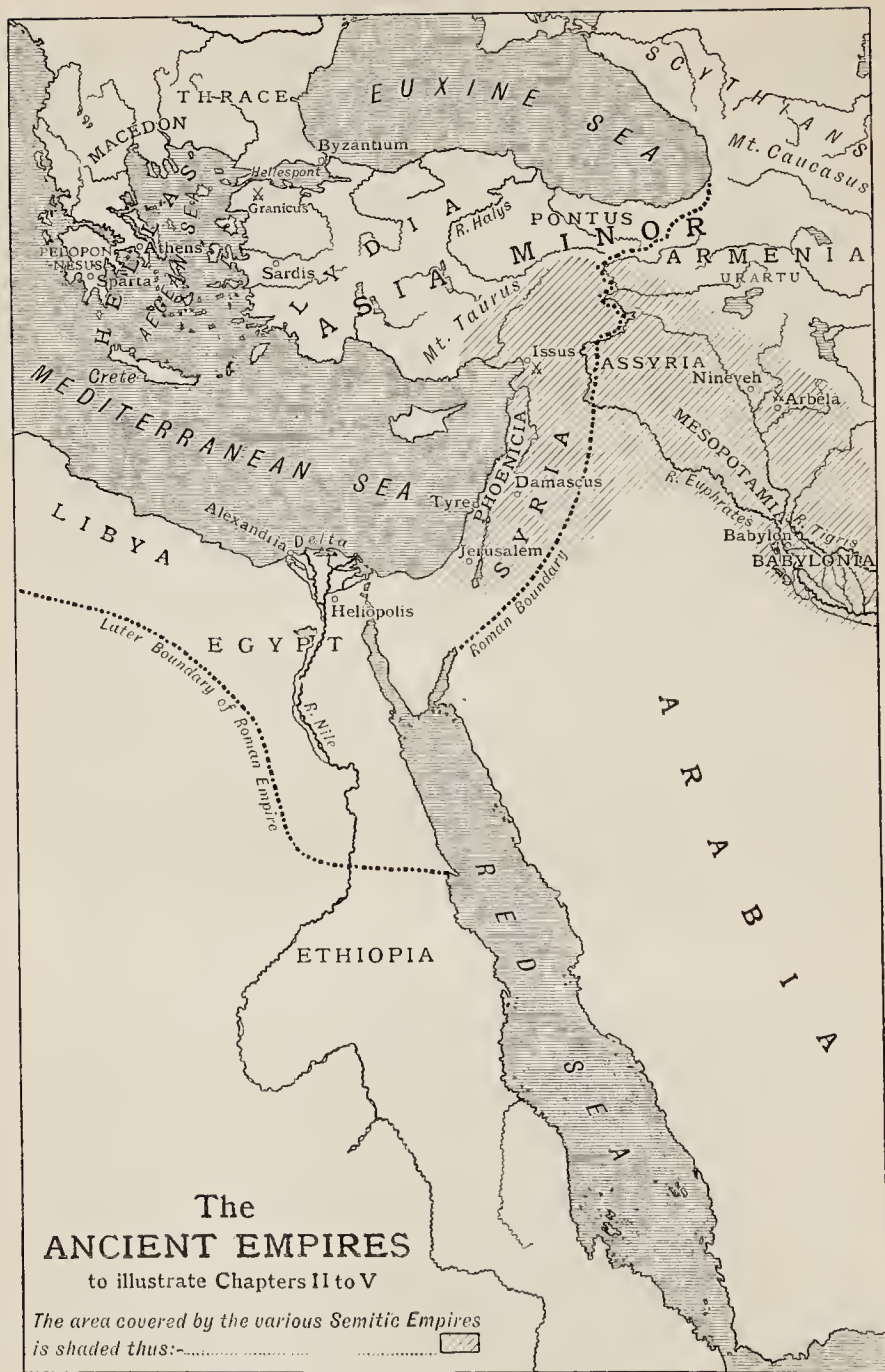 SCYTHIANS
THRACE
EUXINE SEA
MACEDON
Mt. Caucasus
Byzantium
Hellespont
Granicus
R. Halys
PONTUS
LYDIA
ASIA MINOR
ARMENIA
URARTU
HELLAS
AEGEAN SEA
PELOPON-
NESUS
Athens
Sparta
Sardis
Mt. Taurus
Issus
ASSYRIA
Nineveh
Arbela
Crete
MEDITERRANEAN SEA
PHOENICIA
SYRIA
MESOPOTAMIA
Damascus
Tyre
R. Euphrates
R. Tigris
Babylon
BABYLONIA
LIBYA
Alexandria
Delta
Jerusalem
Heliopolis
Roman Boundary
EGYPT
Later Boundary of Roman Empire
R. Nile
ARABIA
RED SEA
ETHIOPIA
The
ANCIENT EMPIRES
to illustrate Chapters II to V
The area covered by the various Semitic Empires
is shaded thus:-